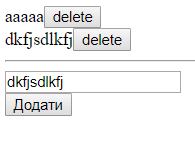 aaaaa delete
dkfjsdlkfj delete
dkfjsdlkfj
Додати